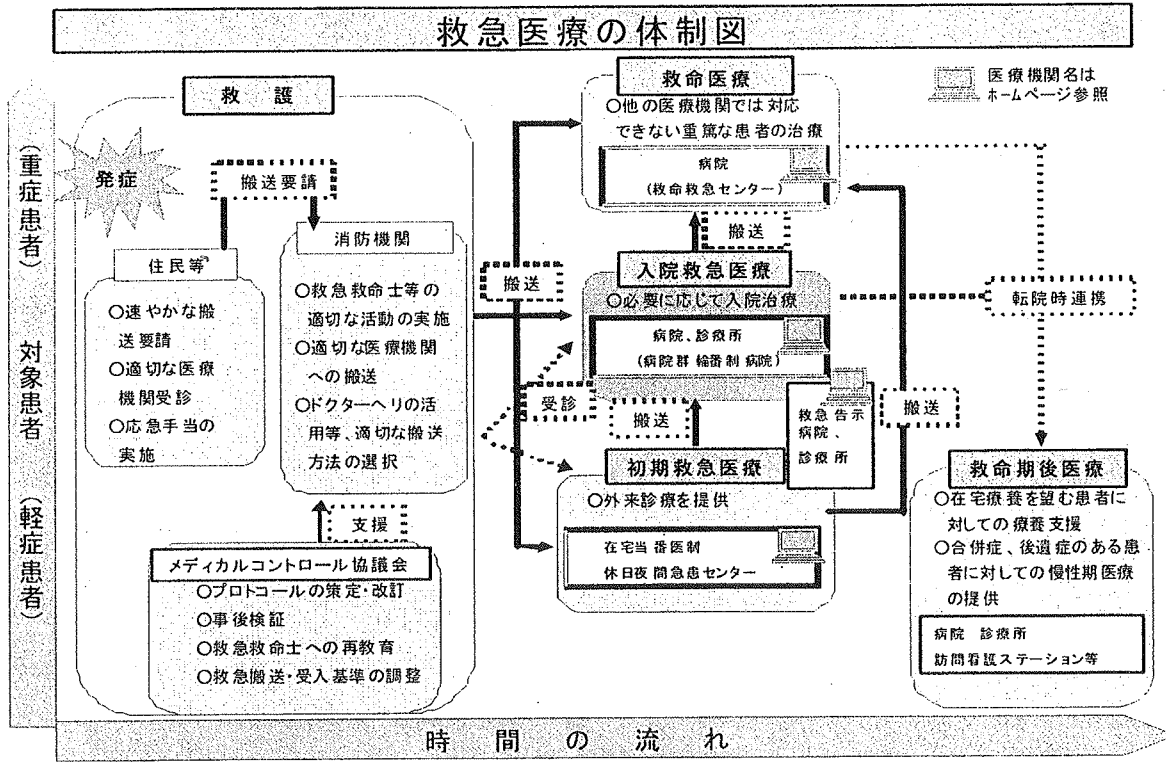 救急医療の体制図
医療機関名は
ホームページ参照
(重症患者)
対象患者
(軽症患者)
救護
発症
搬送要請
住民等
○速やかな搬
送要請
○適切な医療
機関受診
○応急手当の
実施
消防機関
○救急救命士等の
適切な活動の実施
○適切な医療機関
への搬送
○ドクターヘリの活
用等、適切な搬送
方法の選択
支援
メディカルコントロール協議会
○プロトコールの策定・改訂
○事後検証
○救急救命士への再教育
○救急搬送・受入基準の調整
搬送
受診
救命医療
○他の医療機関では対応
できない重篤な患者の治療
病院
(救命救急センター)
搬送
入院救急医療
○必要に応じて入院治療
病院、診療所
(病院群輪番制病院)
搬送
救急告示
病院、
診療所
初期救急医療
○外来診療を提供
在宅当番医制
休日夜間急患センター
搬送
転院時連携
救命期後医療
○在宅療養を望む患者に
対しての療養支援
○合併症、後遺症のある患
者に対しての慢性期医療
の提供
病院 診療所
訪問看護ステーション等
時間の流れ